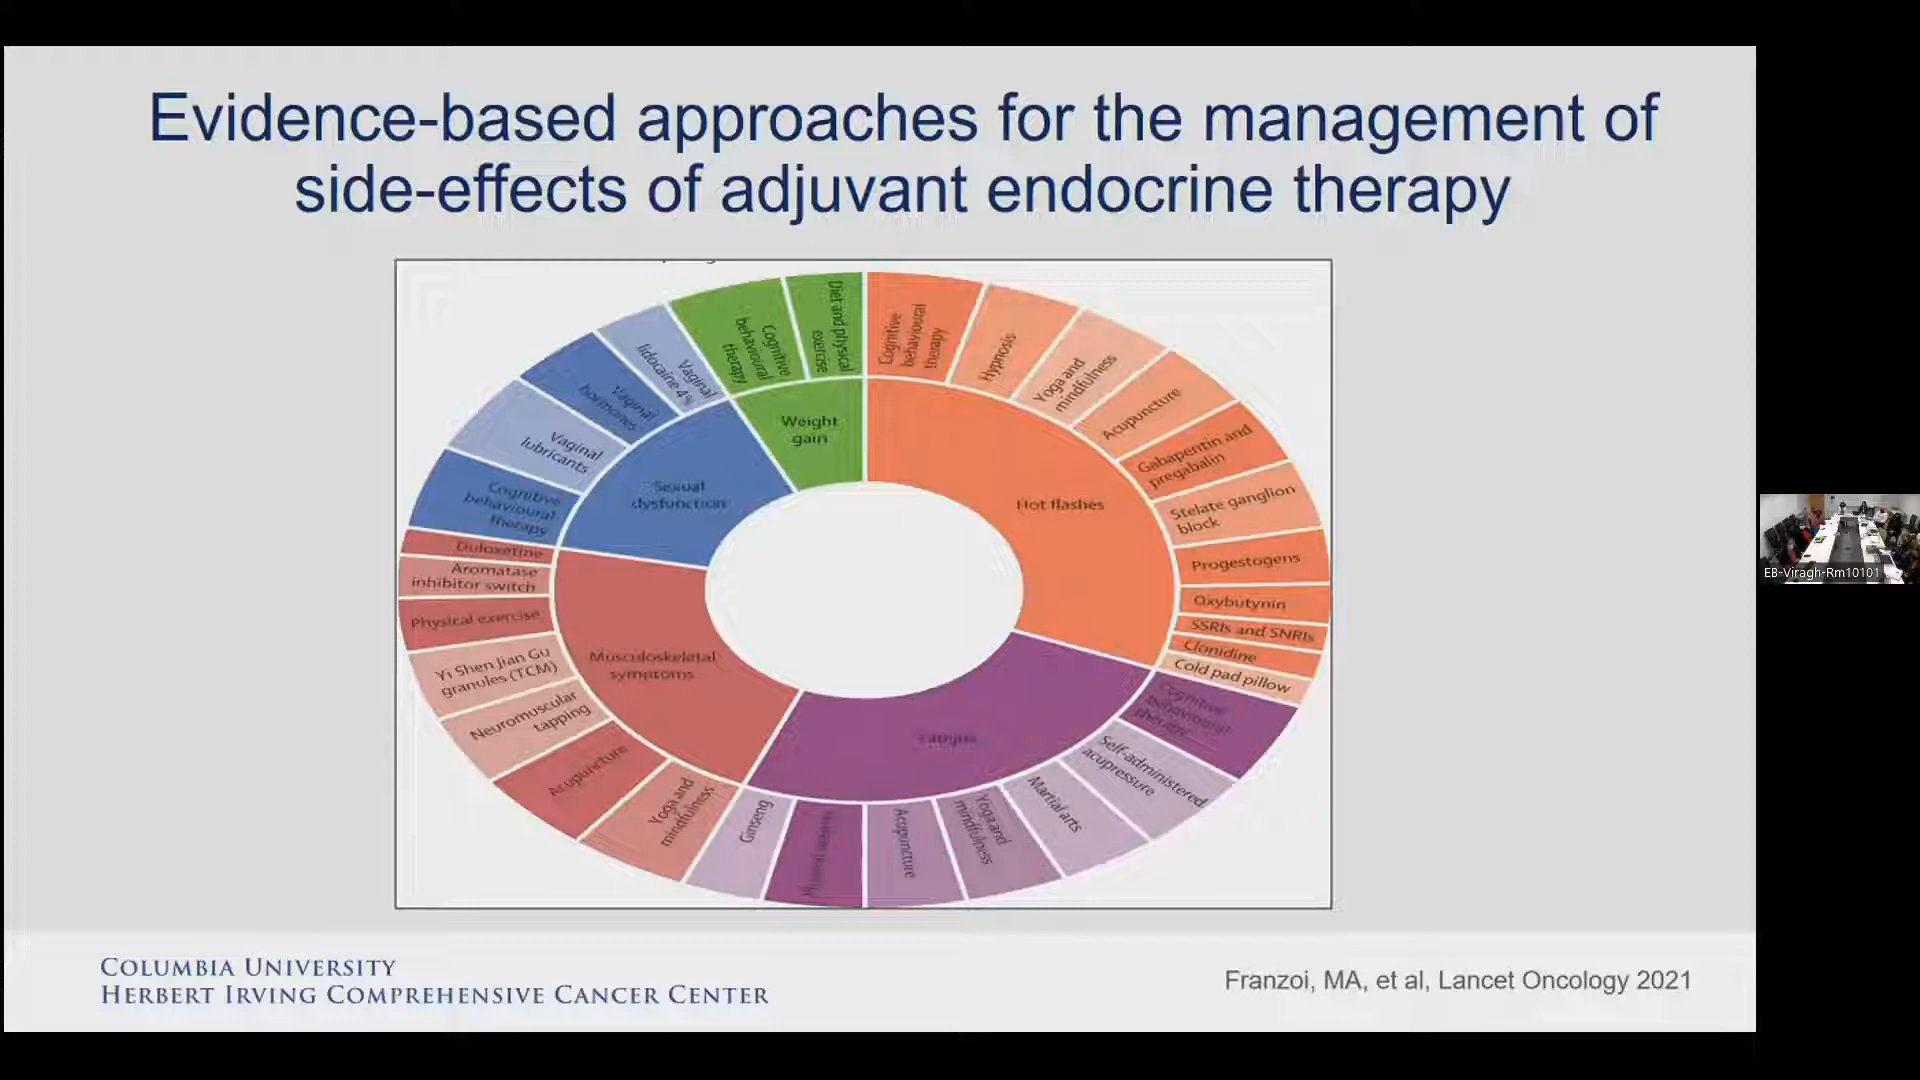 Evidence-based approaches for the management of
side-effects of adjuvant endocrine therapy
Cognitive
behavioural
therapy
Hypnosis
Yoga and
mindfulness
Acupuncture
Gabapentin and
pregabalin
Stelate ganglion
block
Progestogens
Oxybutynin
SSRIs and SNRIs
Clonidine
Cold pad pillow
Hot flashes
Cognitive
behavioural
therapy
Self-administered
acupressure
Martial arts
Yoga and
mindfulness
Acupuncture
Ginseng
Fatigue
Yoga and
mindfulness
Acupuncture
Neuromuscular
tapping
Yi Shen Jian Gu
granules (TCM)
Physical exercise
Aromatase
inhibitor switch
Duloxetine
Musculoskeletal
symptoms
Cognitive
behavioural
therapy
Vaginal
lubricants
Vaginal
hormones
Vaginal
lidocaine 4%
Sexual
dysfunction
Cognitive
behavioural
therapy
Diet and physical
exercise
Weight
gain
COLUMBIA UNIVERSITY
HERBERT IRVING COMPREHENSIVE CANCER CENTER
Franzoi, MA, et al, Lancet Oncology 2021
EB-Viragh-Rm10101